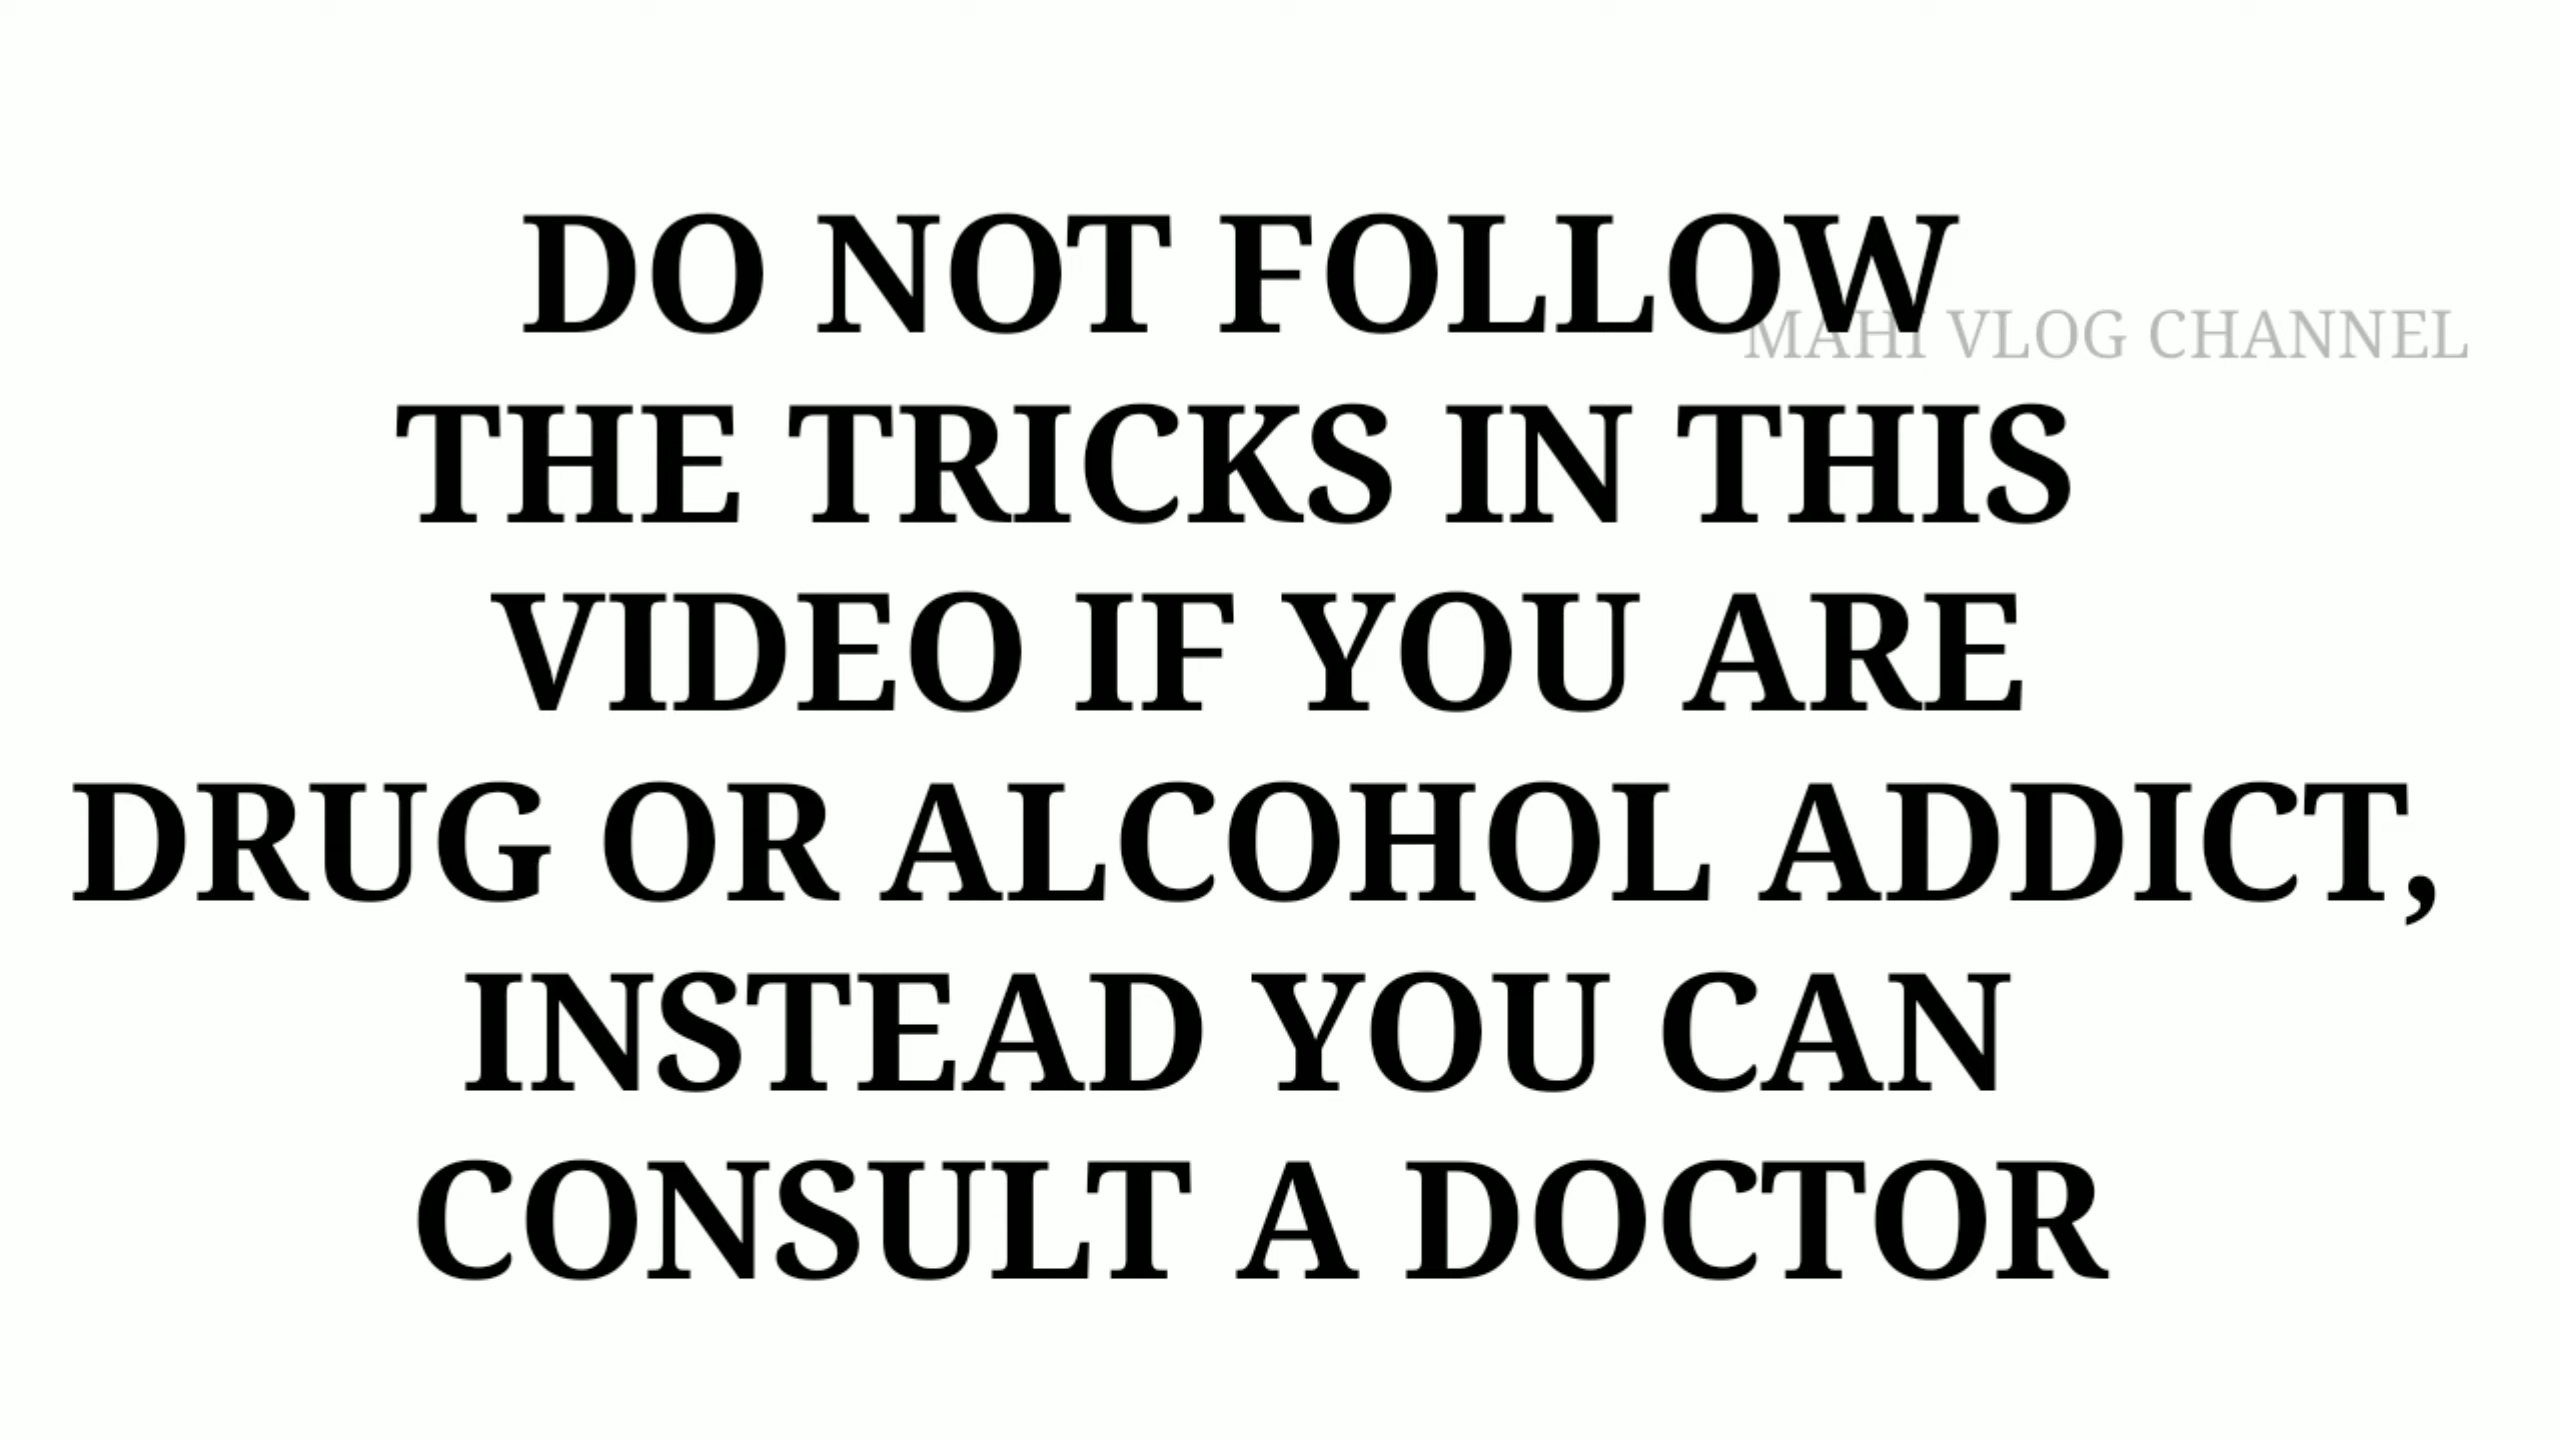 DO NOT FOLLOW
MAHI VLOG CHANNEL
THE TRICKS IN THIS
VIDEO IF YOU ARE
DRUG OR ALCOHOL ADDICT,
INSTEAD YOU CAN
CONSULT A DOCTOR